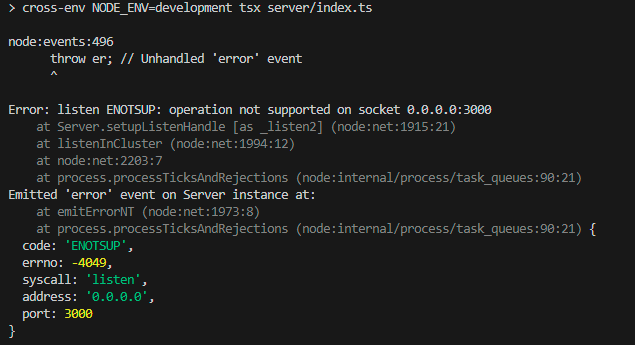 > cross-env NODE_ENV=development tsx server/index.ts

node:events:496
      throw er; // Unhandled 'error' event
      ^

Error: listen ENOTSUP: operation not supported on socket 0.0.0.0:3000
    at Server.setupListenHandle [as _listen2] (node:net:1915:21)
    at listenInCluster (node:net:1994:12)
    at node:net:2203:7
    at process.processTicksAndRejections (node:internal/process/task_queues:90:21)
Emitted 'error' event on Server instance at:
    at emitErrorNT (node:net:1973:8)
    at process.processTicksAndRejections (node:internal/process/task_queues:90:21) {
  code: 'ENOTSUP',
  errno: -4049,
  syscall: 'listen',
  address: '0.0.0.0',
  port: 3000
}